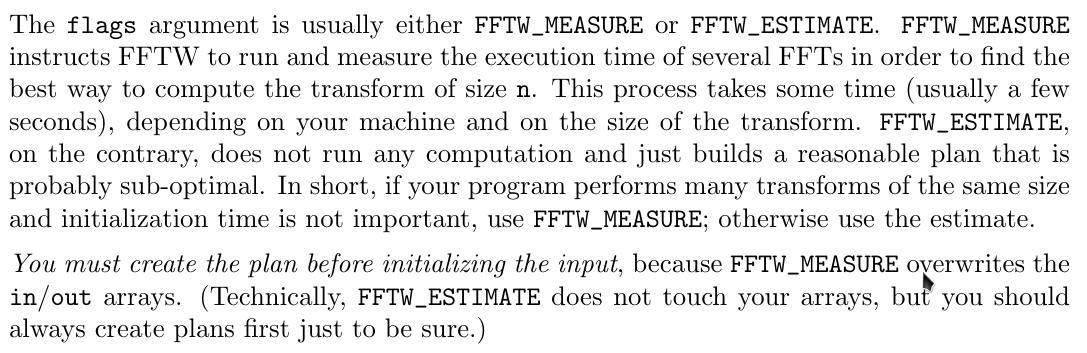 The flags argument is usually either FFTW_MEASURE or FFTW_ESTIMATE. FFTW_MEASURE
instructs FFTW to run and measure the execution time of several FFTs in order to find the
best way to compute the transform of size n. This process takes some time (usually a few
seconds), depending on your machine and on the size of the transform. FFTW_ESTIMATE,
on the contrary, does not run any computation and just builds a reasonable plan that is
probably sub-optimal. In short, if your program performs many transforms of the same size
and initialization time is not important, use FFTW_MEASURE; otherwise use the estimate.
You must create the plan before initializing the input, because FFTW_MEASURE overwrites the
in/out arrays. (Technically, FFTW_ESTIMATE does not touch your arrays, but you should
always create plans first just to be sure.)